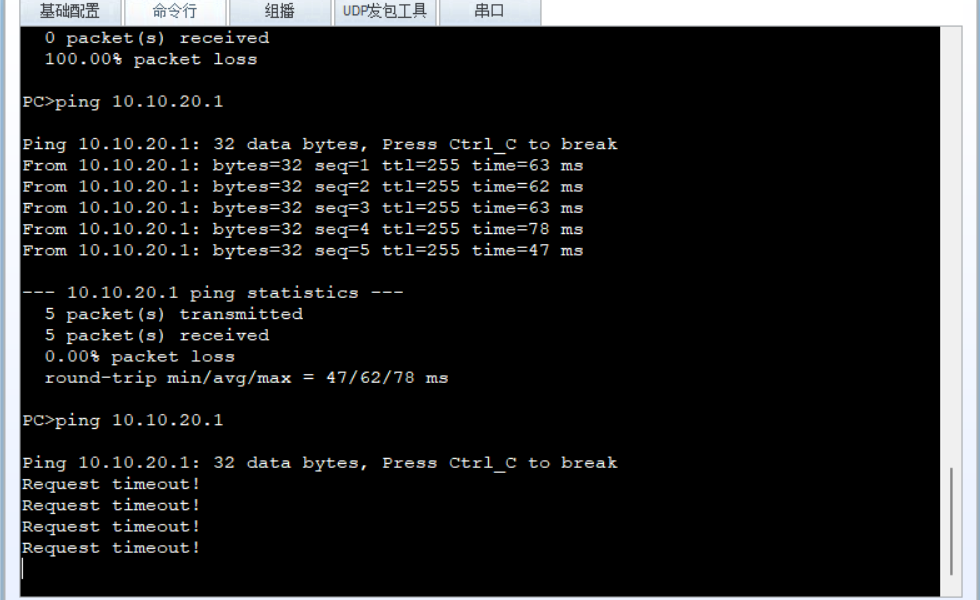 基础配置 命令行 组播 UDP发包工具 串口
0 packet(s) received
100.00% packet loss
PC>ping 10.10.20.1
Ping 10.10.20.1: 32 data bytes, Press Ctrl_C to break
From 10.10.20.1: bytes=32 seq=1 ttl=255 time=63 ms
From 10.10.20.1: bytes=32 seq=2 ttl=255 time=62 ms
From 10.10.20.1: bytes=32 seq=3 ttl=255 time=63 ms
From 10.10.20.1: bytes=32 seq=4 ttl=255 time=78 ms
From 10.10.20.1: bytes=32 seq=5 ttl=255 time=47 ms
--- 10.10.20.1 ping statistics ---
5 packet(s) transmitted
5 packet(s) received
0.00% packet loss
round-trip min/avg/max = 47/62/78 ms
PC>ping 10.10.20.1
Ping 10.10.20.1: 32 data bytes, Press Ctrl_C to break
Request timeout!
Request timeout!
Request timeout!
Request timeout!